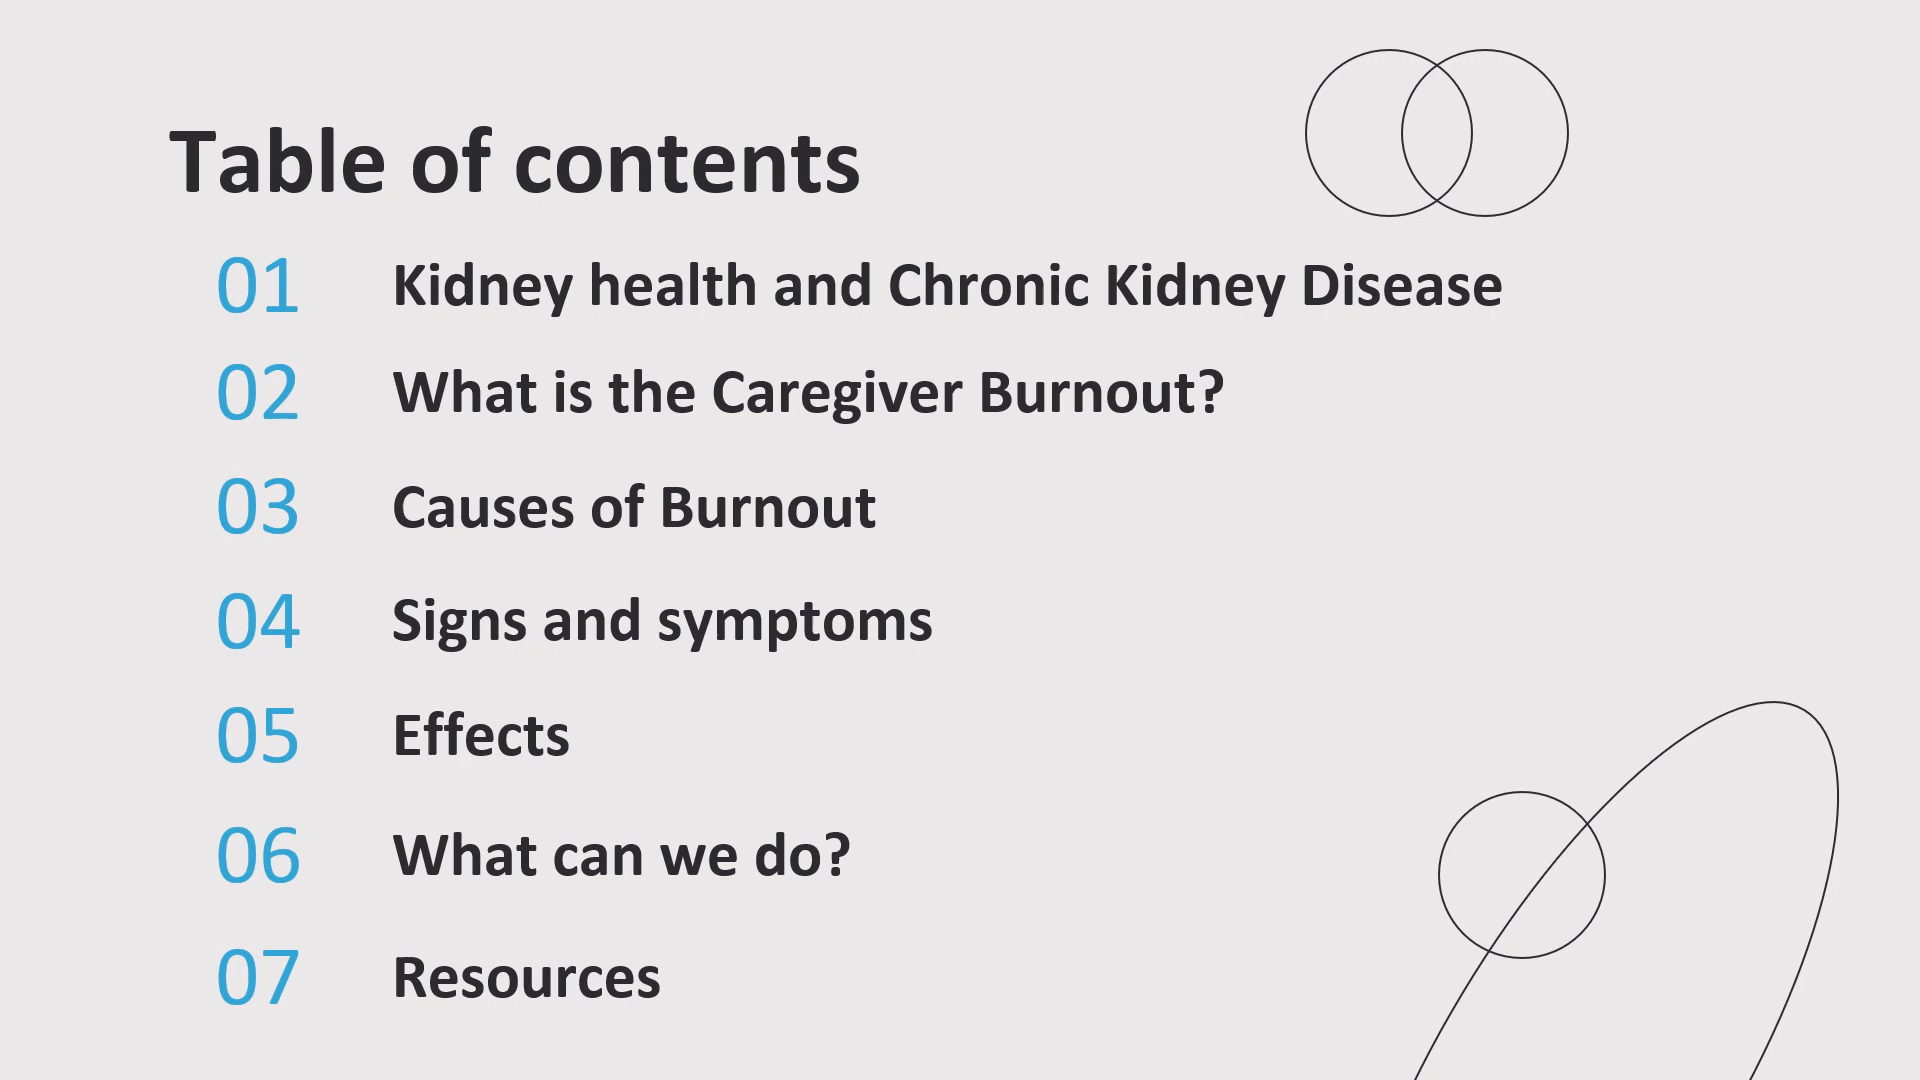 Table of contents
01 Kidney health and Chronic Kidney Disease
02 What is the Caregiver Burnout?
03 Causes of Burnout
04 Signs and symptoms
05 Effects
06 What can we do?
07 Resources